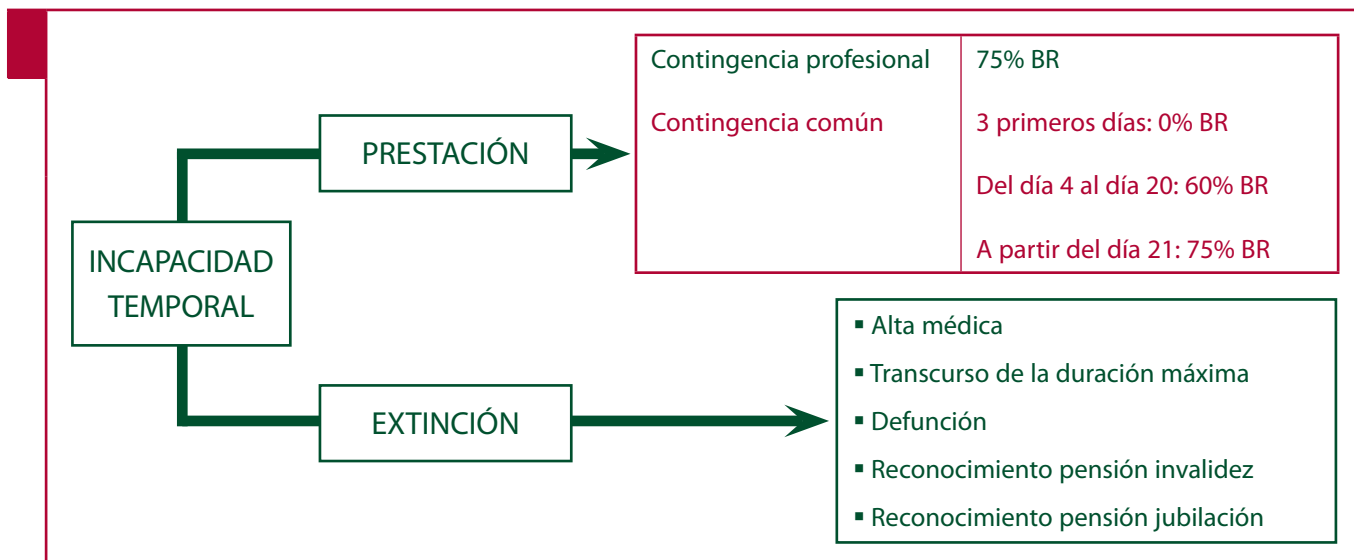 INCAPACIDAD
TEMPORAL
PRESTACIÓN
Contingencia profesional
75% BR
Contingencia común
3 primeros días: 0% BR
Del día 4 al día 20: 60% BR
A partir del día 21: 75% BR
EXTINCIÓN
▪ Alta médica
▪ Transcurso de la duración máxima
▪ Defunción
▪ Reconocimiento pensión invalidez
▪ Reconocimiento pensión jubilación